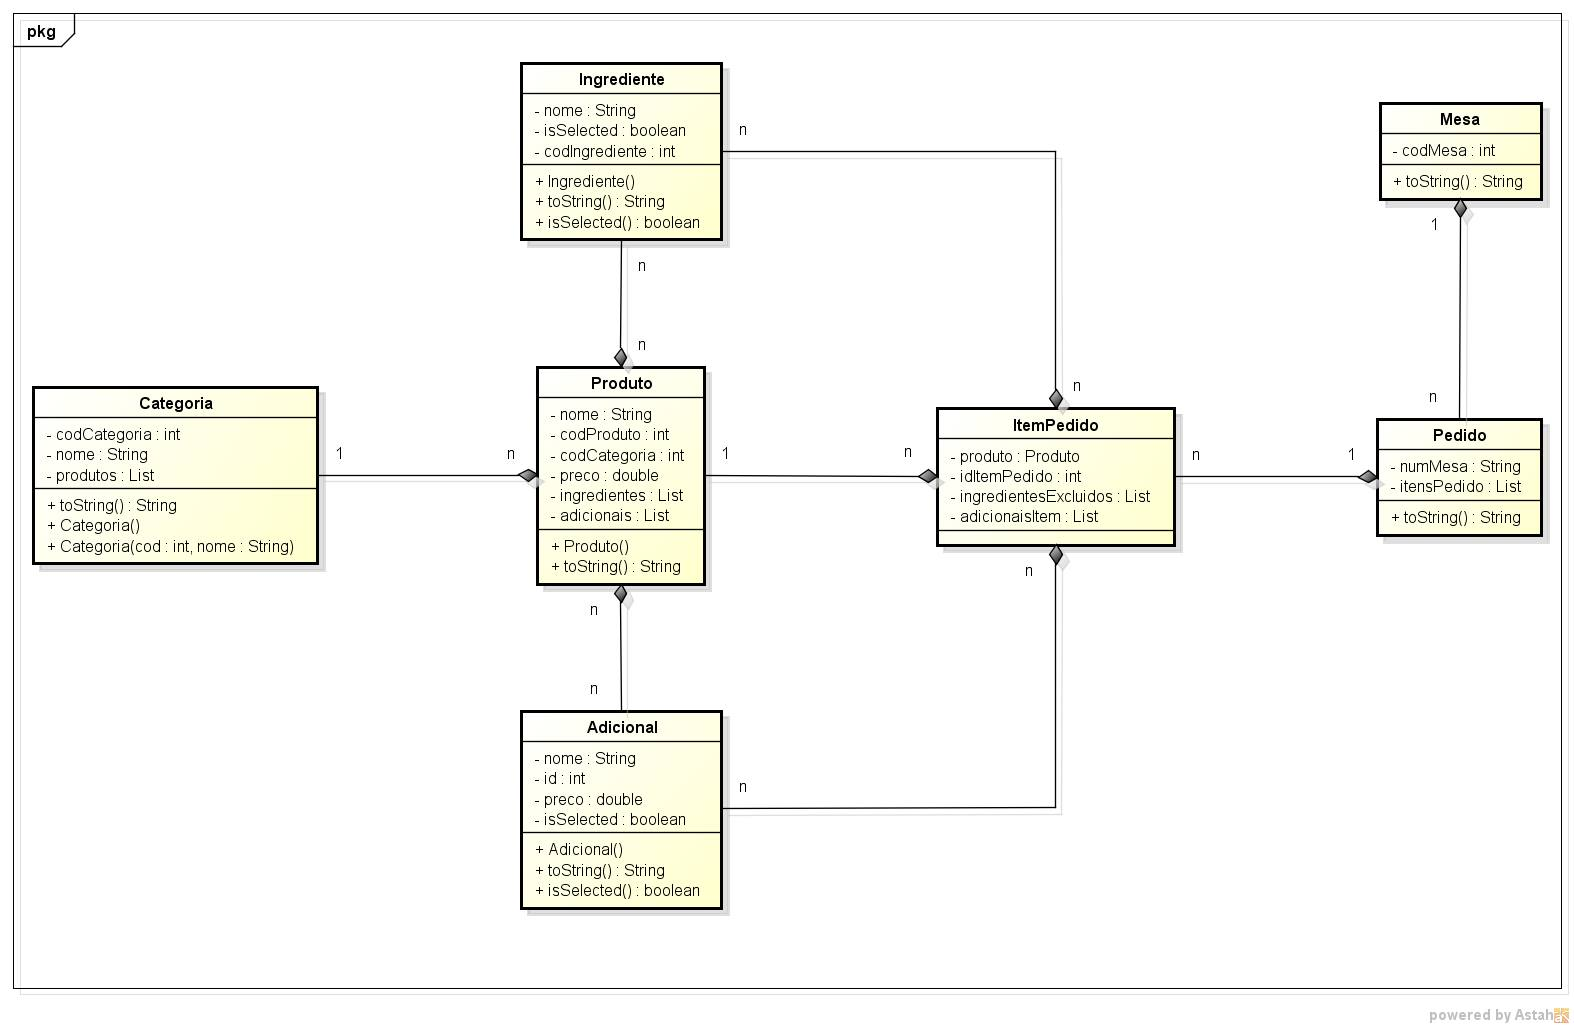 pkg
Ingrediente
- nome : String
- isSelected : boolean
- codIngrediente : int
+ Ingrediente()
+ toString() : String
+ isSelected() : boolean
n
n
Mesa
- codMesa : int
+ toString() : String
1
n
n
n
Categoria
- codCategoria : int
- nome : String
- produtos : List
+ toString() : String
+ Categoria()
+ Categoria(cod : int, nome : String)
1
n
Produto
- nome : String
- codProduto : int
- codCategoria : int
- preco : double
- ingredientes : List
- adicionais : List
+ Produto()
+ toString() : String
1
n
ItemPedido
- produto : Produto
- idItemPedido : int
- ingredientesExcluidos : List
- adicionaisItem : List
n
1
Pedido
- numMesa : String
- itensPedido : List
+ toString() : String
n
n
n
Adicional
- nome : String
- id : int
- preco : double
- isSelected : boolean
+ Adicional()
+ toString() : String
+ isSelected() : boolean
n
powered by Astah